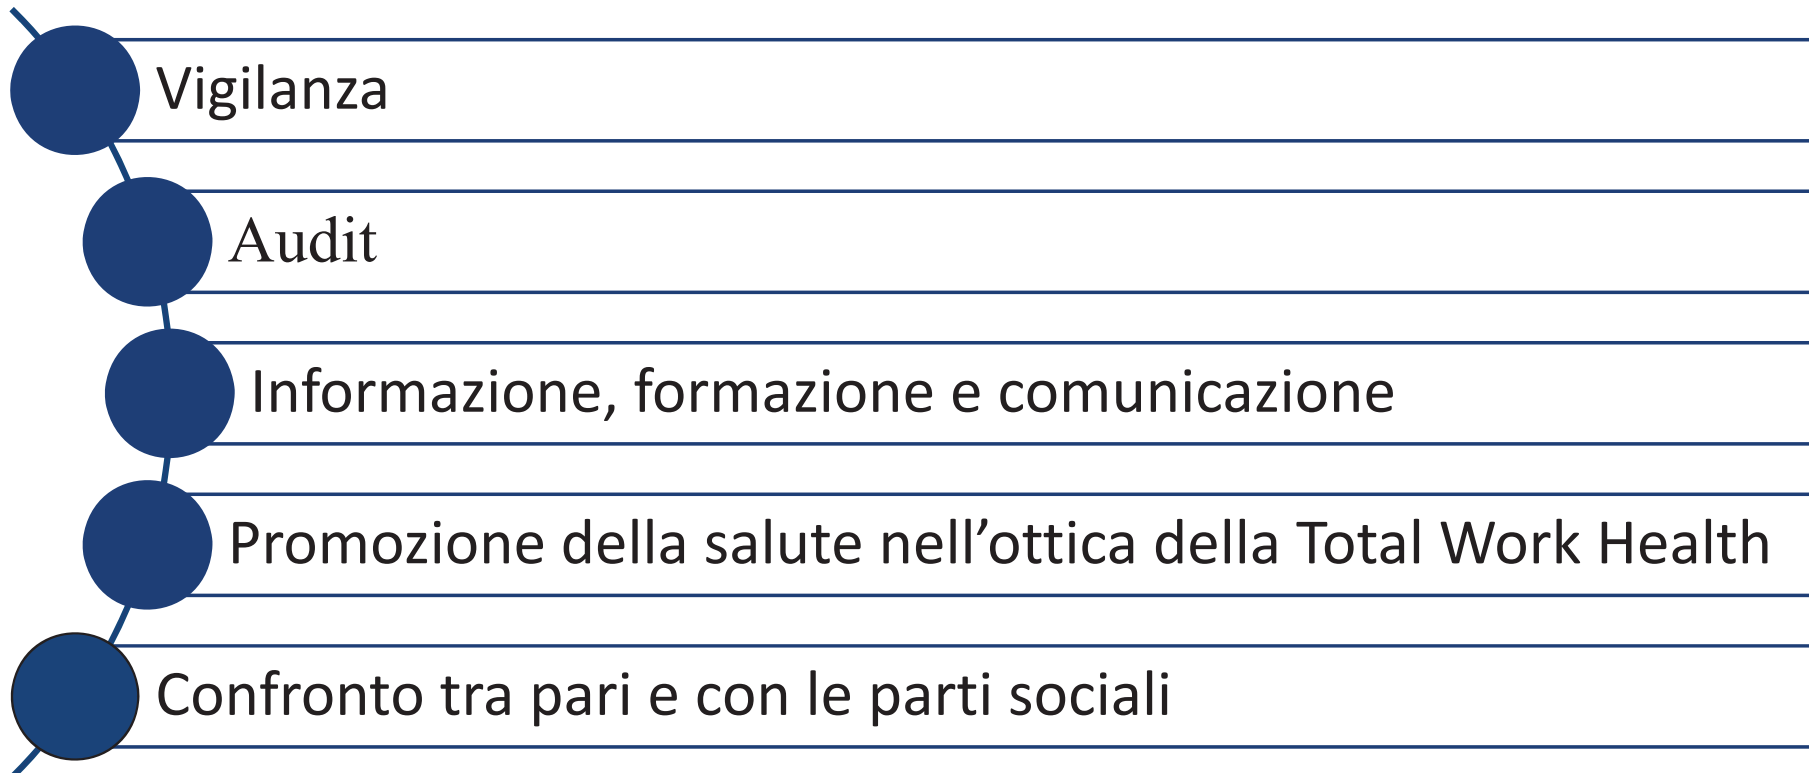 Vigilanza
Audit
Informazione, formazione e comunicazione
Promozione della salute nell’ottica della Total Work Health
Confronto tra pari e con le parti sociali